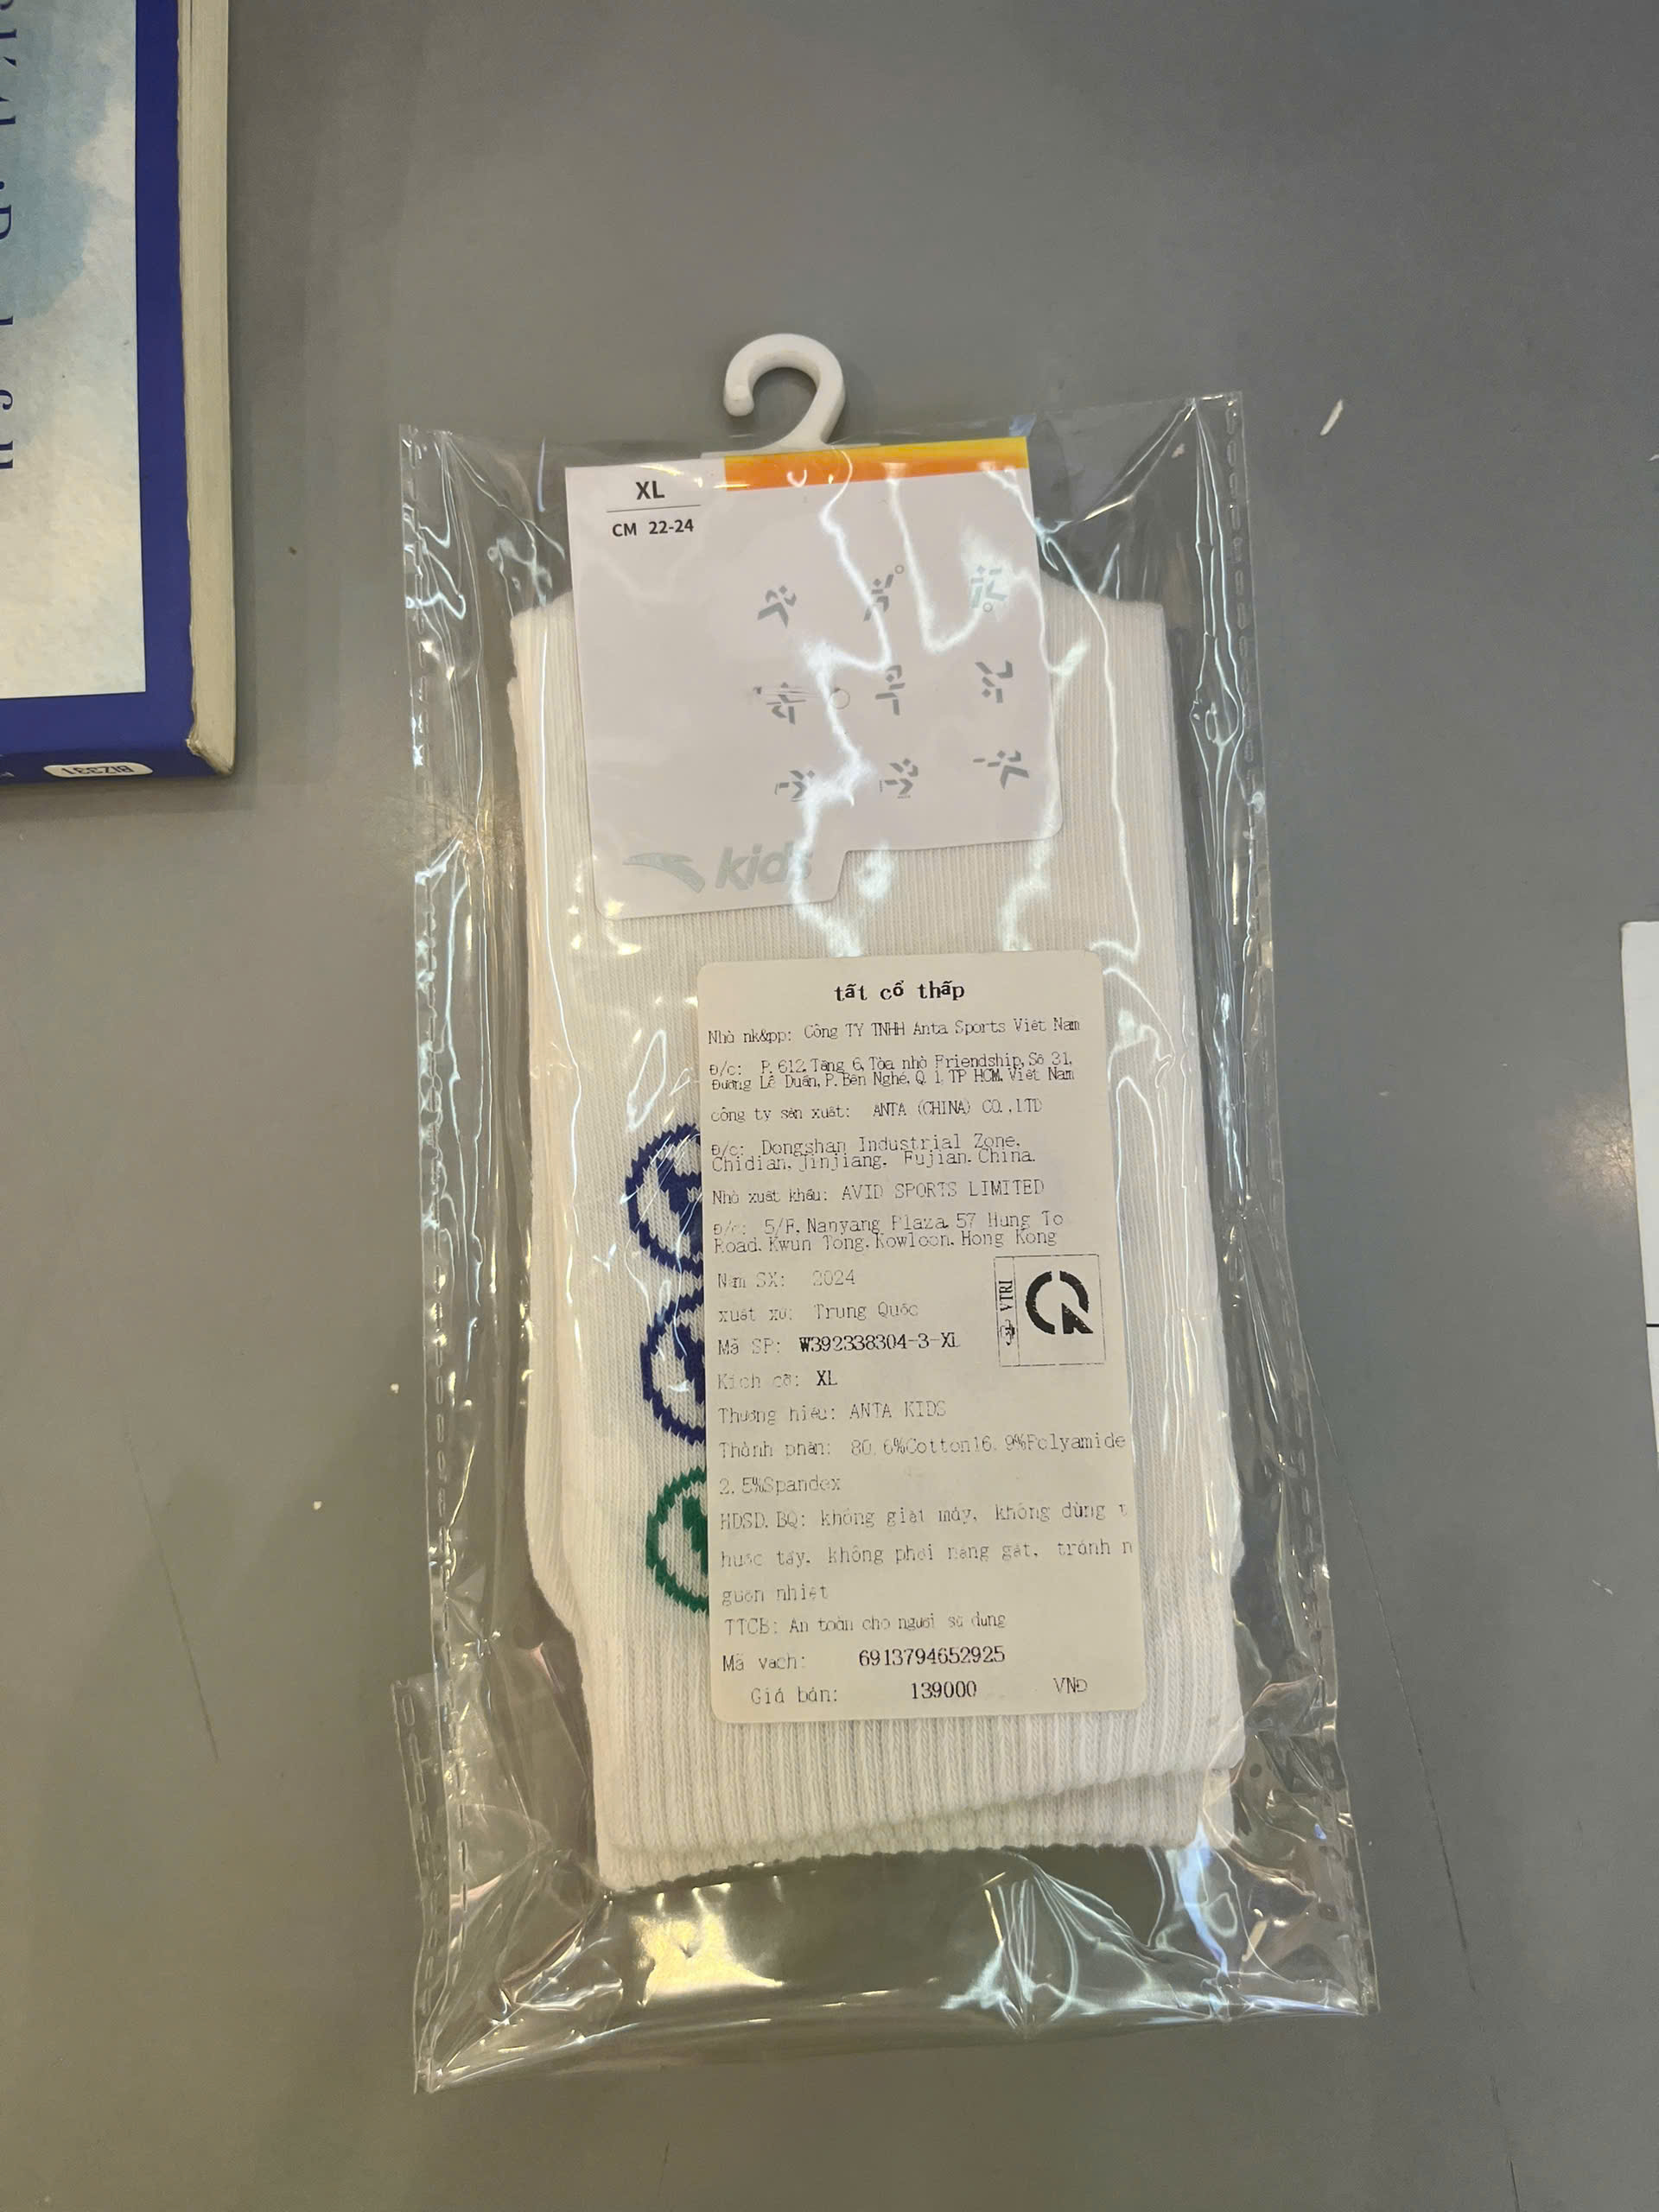 XL
CM 22-24
kids
tất cổ thấp
Nhà nk&pp: Công TY TNHH Anta Sports Việt Nam
Đ/c: P.612,Tầng 6,Tòa nhà Friendship,Số 31,
Đường Lê Duẩn,P.Bến Nghé,Q 1,TP HCM,Việt Nam
công ty sản xuất: ANTA (CHINA) CO.,LTD
Đ/c: Dongshan Industrial Zone,
Chidian, Jinjiang, Fujian.China.
Nhà xuất khẩu: AVID SPORTS LIMITED
Đ/c: 5/F, Nanyang Plaza, 57 Hung To
Road, Kwun Tong, Kowloon, Hong Kong
Năm SX: 2024
xuất xứ: Trung Quốc
VTRI
Mã SP: W392338304-3-XL
Kích cỡ: XL
Thương hiệu: ANTA KIDS
Thành phần: 80.6%Cotton16.9%Polyamide
2.5%Spandex
HDSD.BQ: không giặt máy, không dùng t
huốc tẩy, không phơi nắng gắt, tránh n
guồn nhiệt
TTCB: An toàn cho người sử dụng
Mã vạch: 6913794652925
Giá bán: 139000 VNĐ
BIZ331